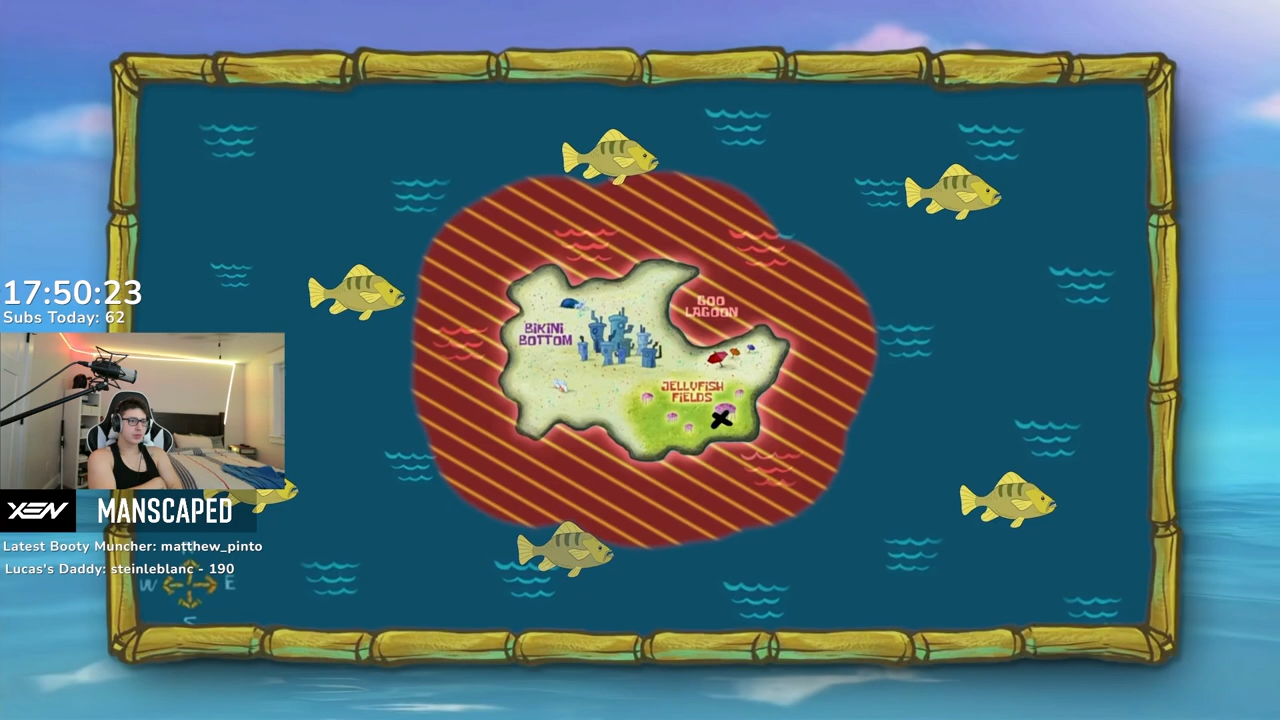 GOO
LAGOON
BIKINI
BOTTOM
JELLYFISH
FIELDS
17:50:23
Subs Today: 62
XEN MANSCAPED
Latest Booty Muncher: matthew_pinto
Lucas's Daddy: steinleblanc - 190
W E
S